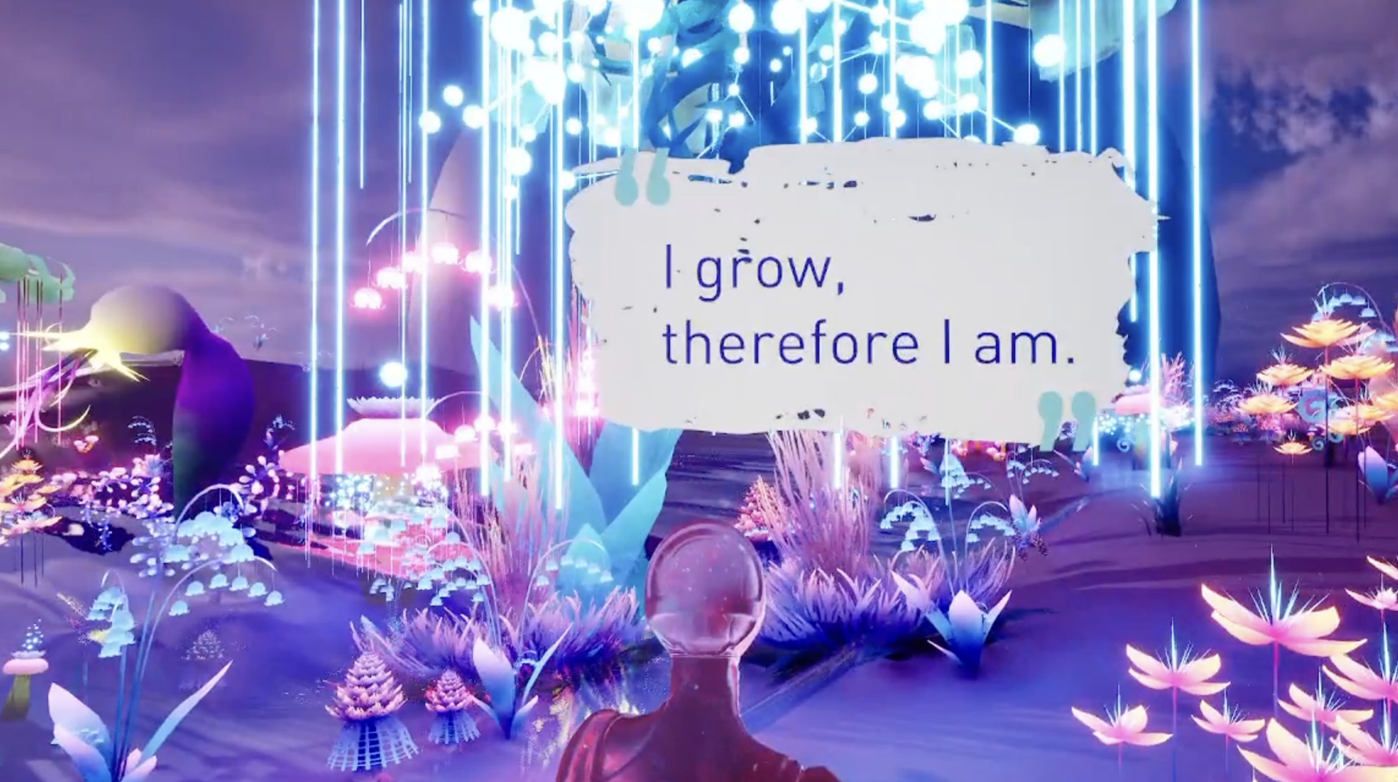 “I grow,
therefore I am.”